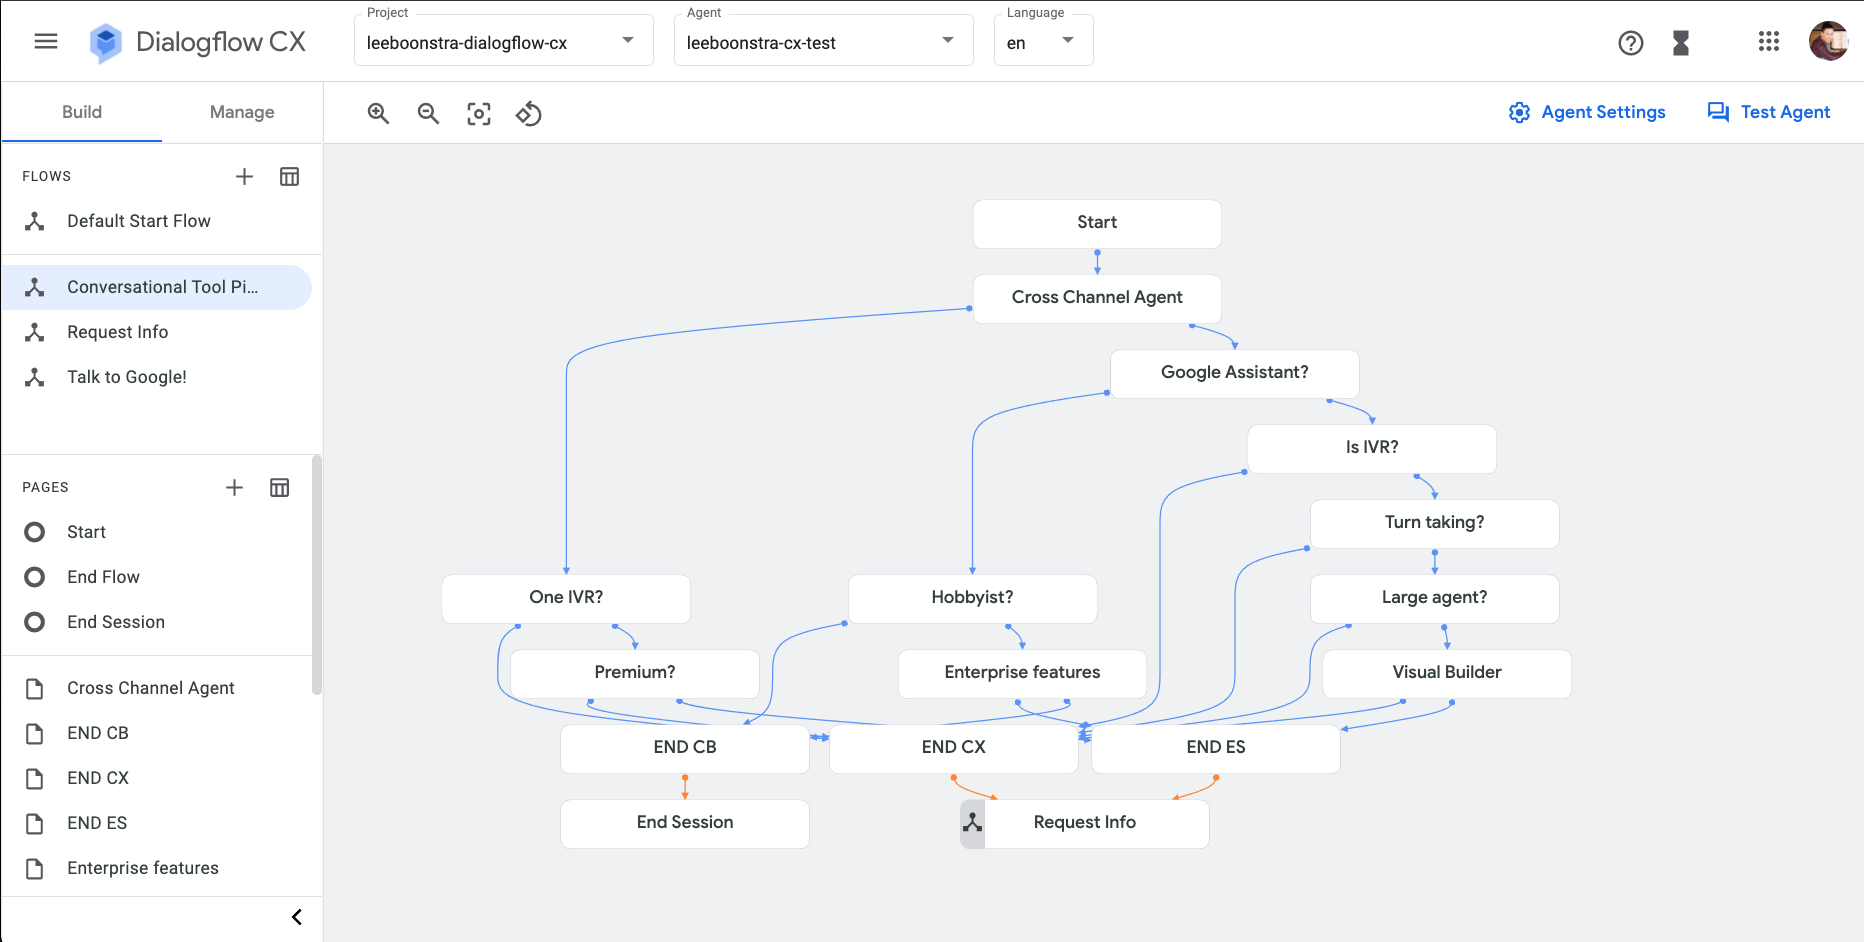 Dialogflow CX
Project
leeboonstra-dialogflow-cx
Agent
leeboonstra-cx-test
Language
en
Build
Manage
Agent Settings
Test Agent
FLOWS
Default Start Flow
Conversational Tool Pi...
Request Info
Talk to Google!
PAGES
Start
End Flow
End Session
Cross Channel Agent
END CB
END CX
END ES
Enterprise features
Start
Cross Channel Agent
Google Assistant?
Is IVR?
Turn taking?
One IVR?
Hobbyist?
Large agent?
Premium?
Enterprise features
Visual Builder
END CB
END CX
END ES
End Session
Request Info